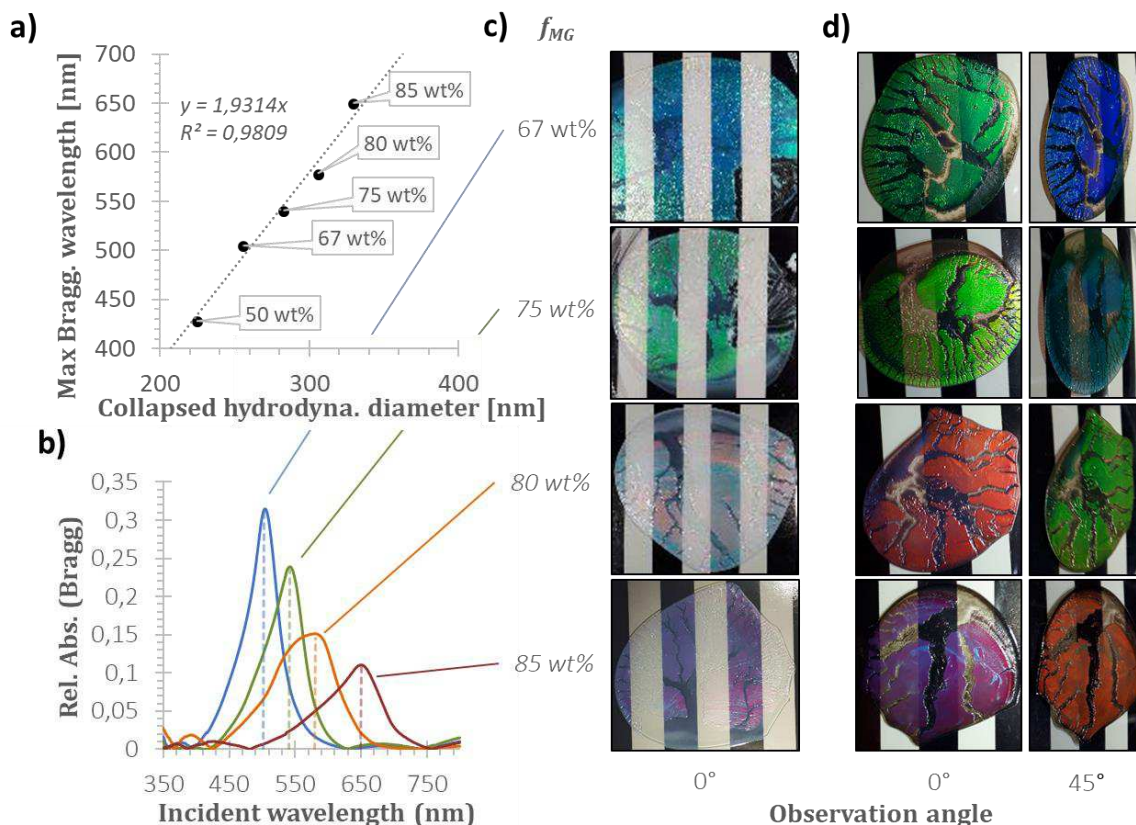 a)
Max Bragg. wavelength [nm]
700
650
600
550
500
450
400
y = 1,9314x
R² = 0,9809
85 wt%
80 wt%
75 wt%
67 wt%
50 wt%
200
300
400
Collapsed hydrodyna. diameter [nm]
b)
Rel. Abs. (Bragg)
0,35
0,3
0,25
0,2
0,15
0,1
0,05
0
350
450
550
650
750
Incident wavelength (nm)
c)
f_MG
67 wt%
75 wt%
80 wt%
85 wt%
0°
d)
0°
45°
Observation angle